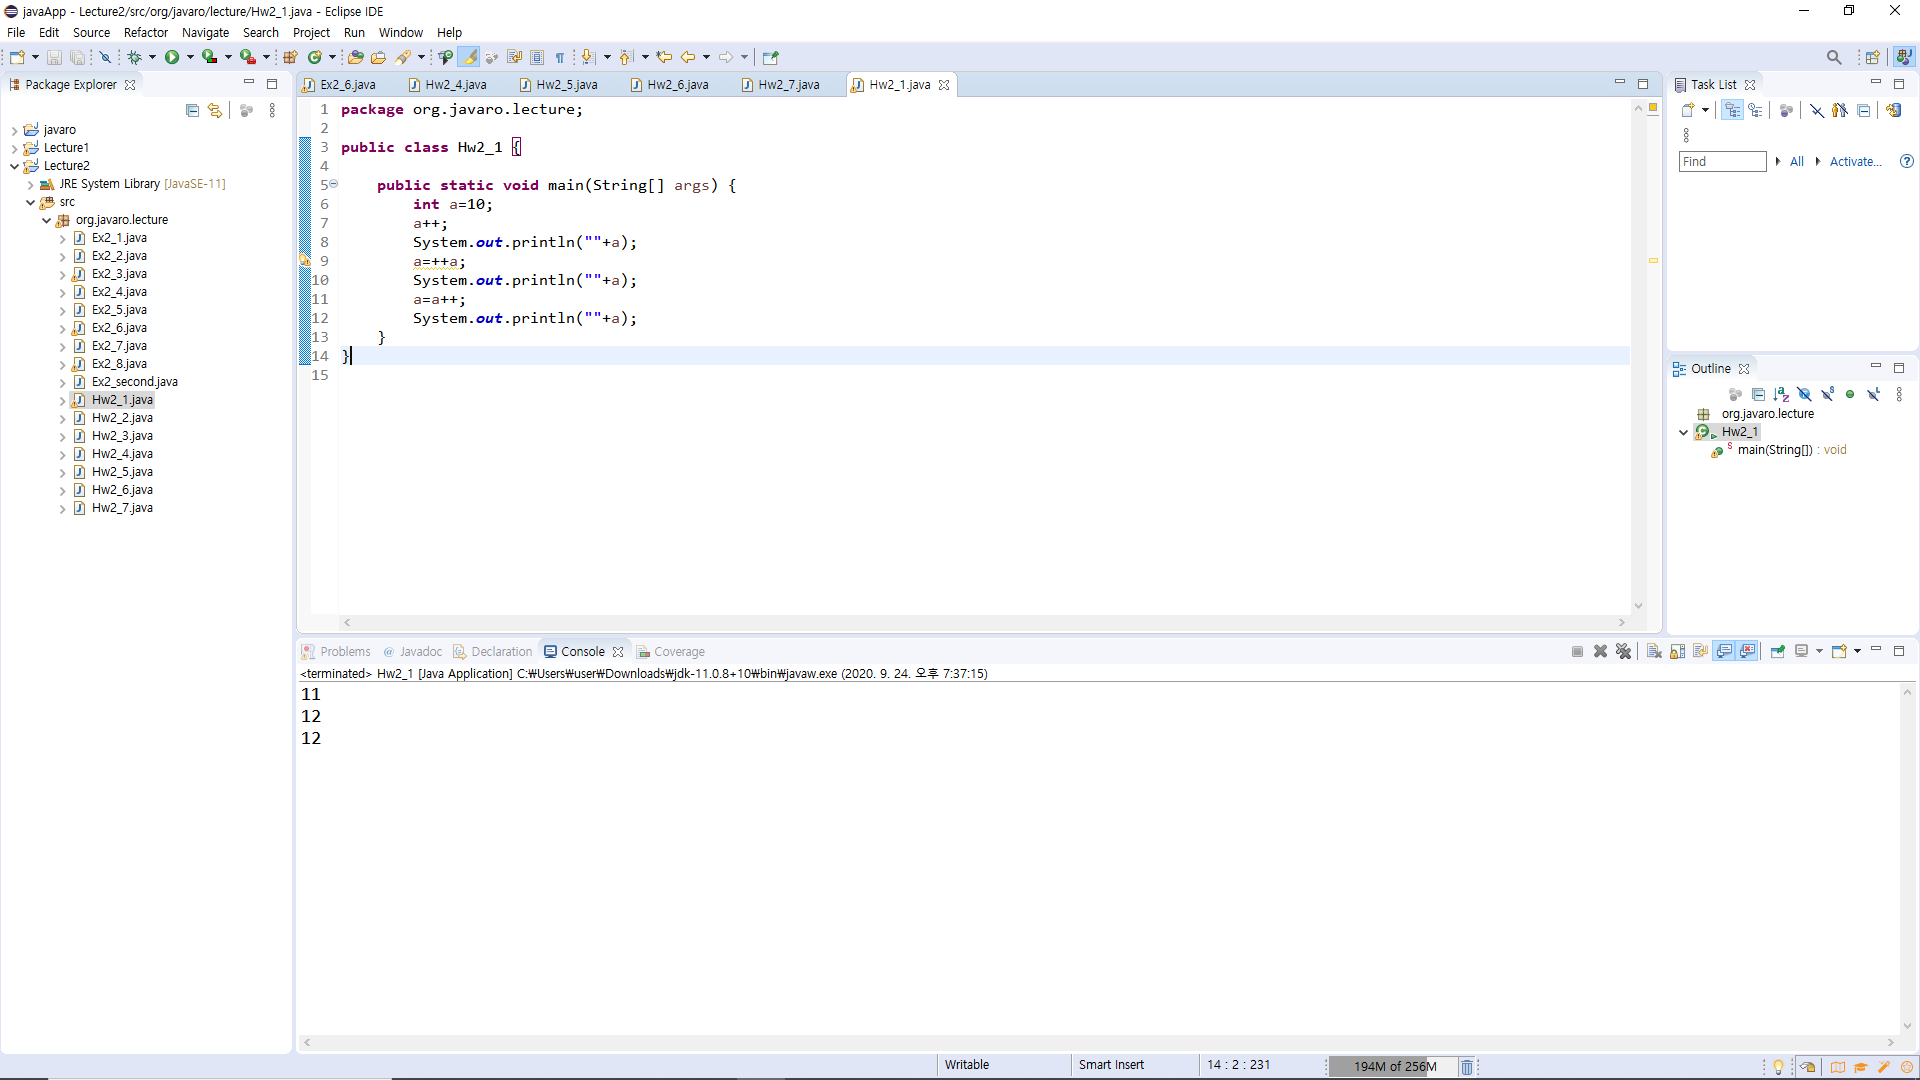 javaApp - Lecture2/src/org/javaro/lecture/Hw2_1.java - Eclipse IDE
File Edit Source Refactor Navigate Search Project Run Window Help
Package Explorer
javaro
Lecture1
Lecture2
JRE System Library [JavaSE-11]
src
org.javaro.lecture
Ex2_1.java
Ex2_2.java
Ex2_3.java
Ex2_4.java
Ex2_5.java
Ex2_6.java
Ex2_7.java
Ex2_8.java
Ex2_second.java
Hw2_1.java
Hw2_2.java
Hw2_3.java
Hw2_4.java
Hw2_5.java
Hw2_6.java
Hw2_7.java
Ex2_6.java Hw2_4.java Hw2_5.java Hw2_6.java Hw2_7.java Hw2_1.java
1 package org.javaro.lecture;
2
3 public class Hw2_1 {
4
5 public static void main(String[] args) {
6 int a=10;
7 a++;
8 System.out.println(""+a);
9 a=++a;
10 System.out.println(""+a);
11 a=a++;
12 System.out.println(""+a);
13 }
14 }
15
Task List
Find All Activate...
Outline
org.javaro.lecture
Hw2_1
main(String[]) : void
Problems Javadoc Declaration Console Coverage
<terminated> Hw2_1 [Java Application] C:₩Users₩user₩Downloads₩jdk-11.0.8+10₩bin₩javaw.exe (2020. 9. 24. 오후 7:37:15)
11
12
12
Writable Smart Insert 14 : 2 : 231 194M of 256M